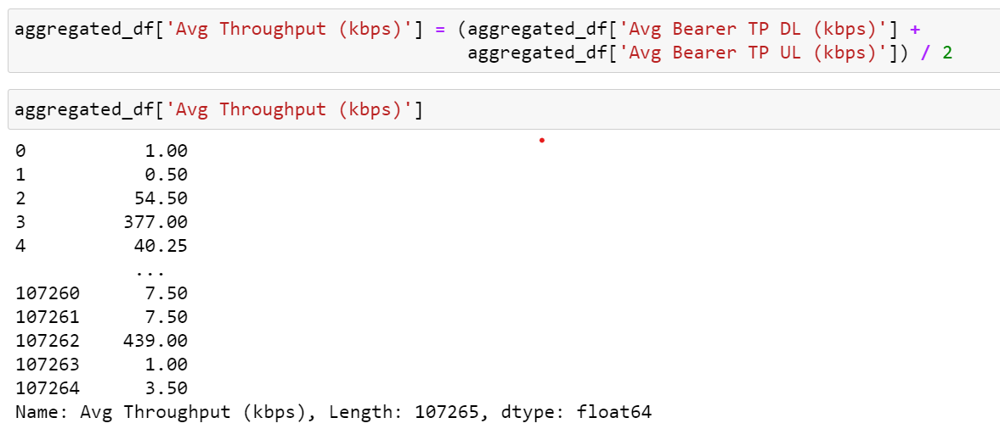 aggregated_df['Avg Throughput (kbps)'] = (aggregated_df['Avg Bearer TP DL (kbps)'] +
aggregated_df['Avg Bearer TP UL (kbps)']) / 2
aggregated_df['Avg Throughput (kbps)']
0 1.00
1 0.50
2 54.50
3 377.00
4 40.25
...
107260 7.50
107261 7.50
107262 439.00
107263 1.00
107264 3.50
Name: Avg Throughput (kbps), Length: 107265, dtype: float64